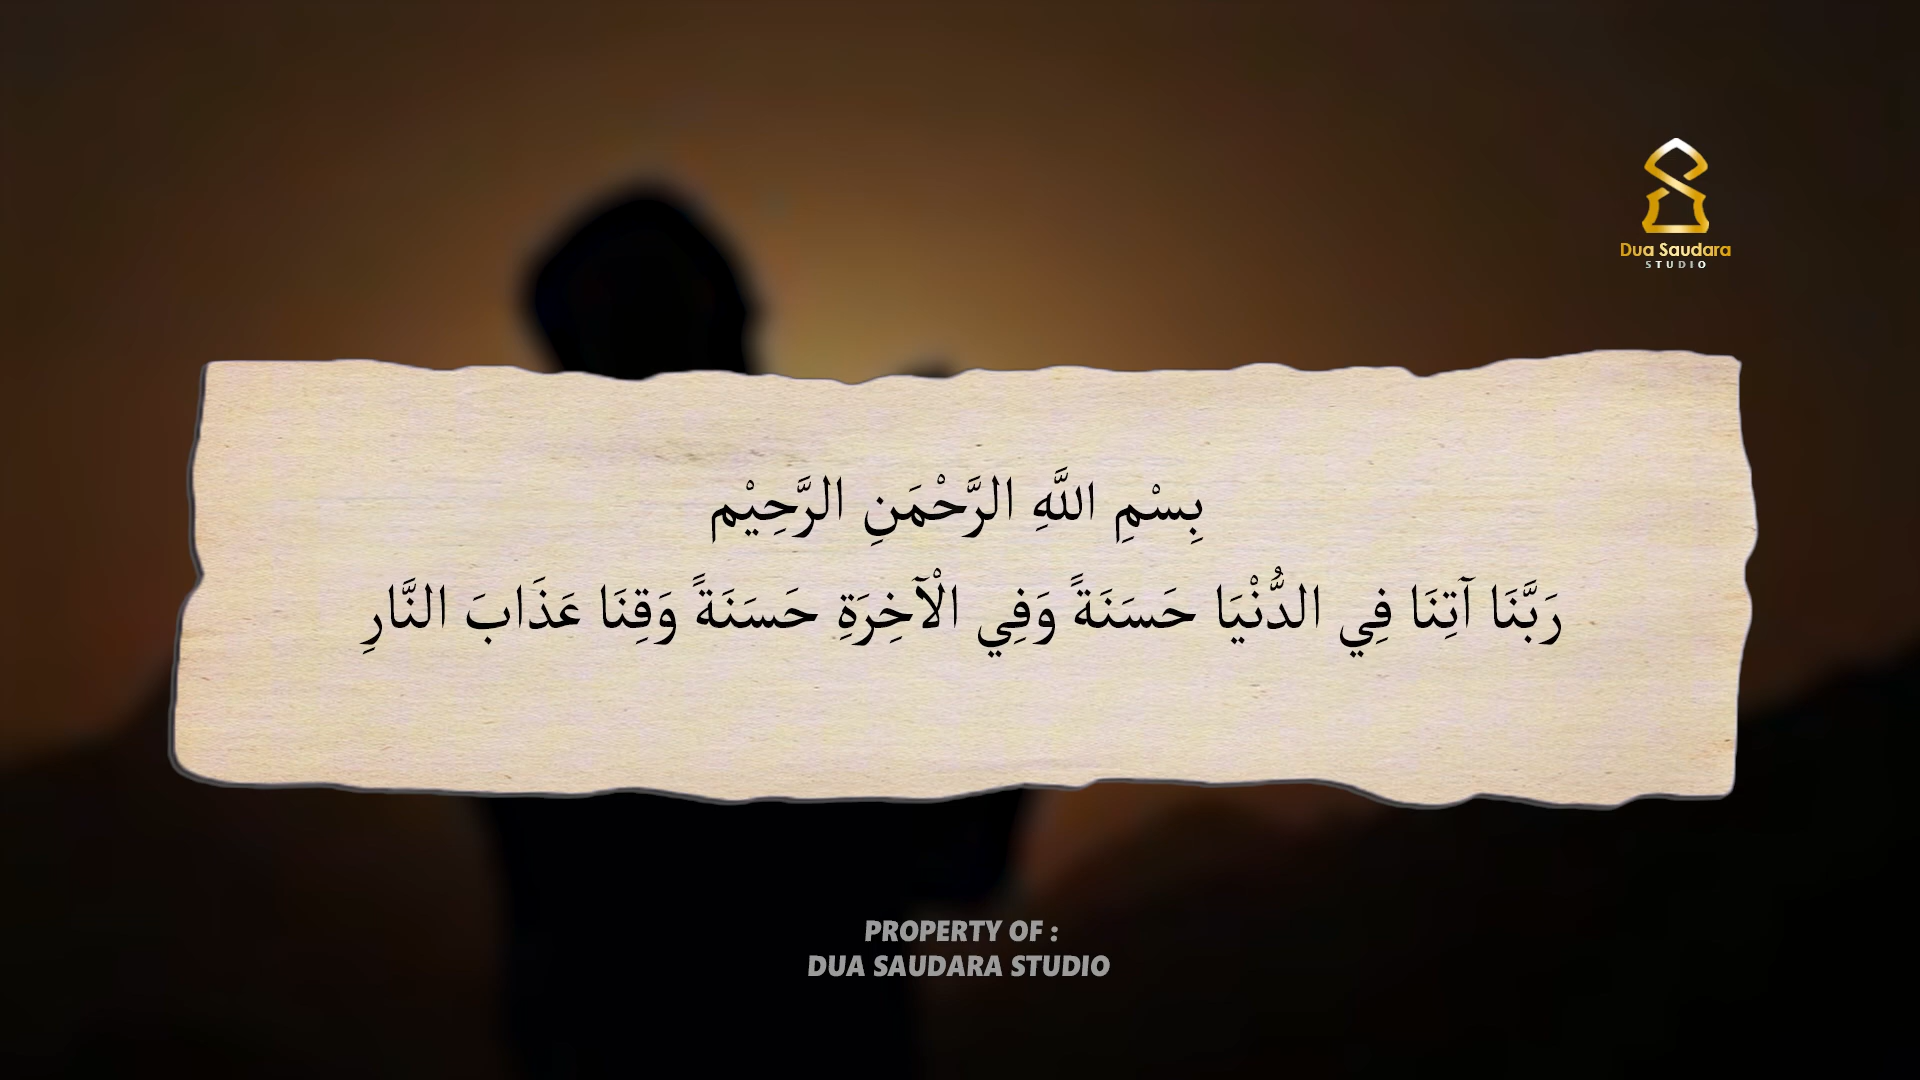 Dua Saudara
STUDIO
بِسْمِ اللَّهِ الرَّحْمَنِ الرَّحِيْم
رَبَّنَا آتِنَا فِي الدُّنْيَا حَسَنَةً وَفِي الْآخِرَةِ حَسَنَةً وَقِنَا عَذَابَ النَّارِ
PROPERTY OF :
DUA SAUDARA STUDIO